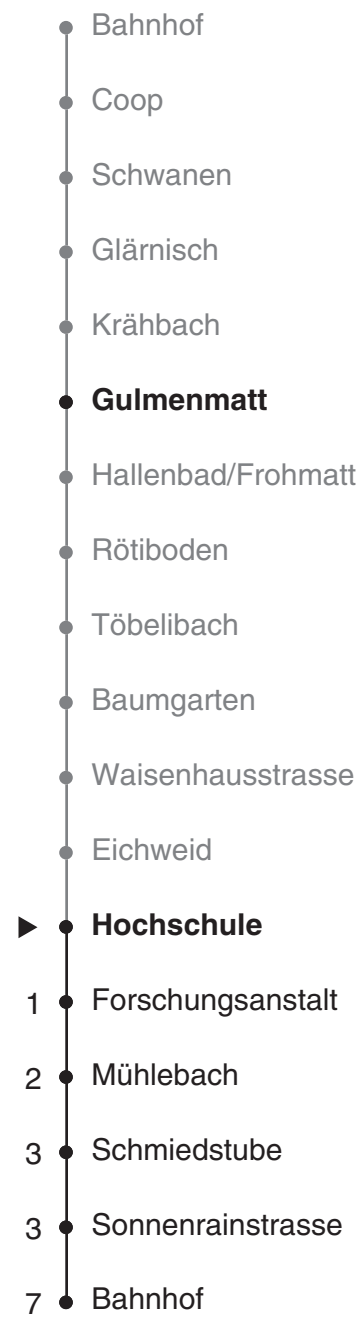 Bahnhof
Coop
Schwanen
Glärnisch
Krähbach
Gulmenmatt
Hallenbad/Frohmatt
Rötiboden
Töbelibach
Baumgarten
Waisenhausstrasse
Eichweid
Hochschule
1 Forschungsanstalt
2 Mühlebach
3 Schmiedstube
3 Sonnenrainstrasse
7 Bahnhof